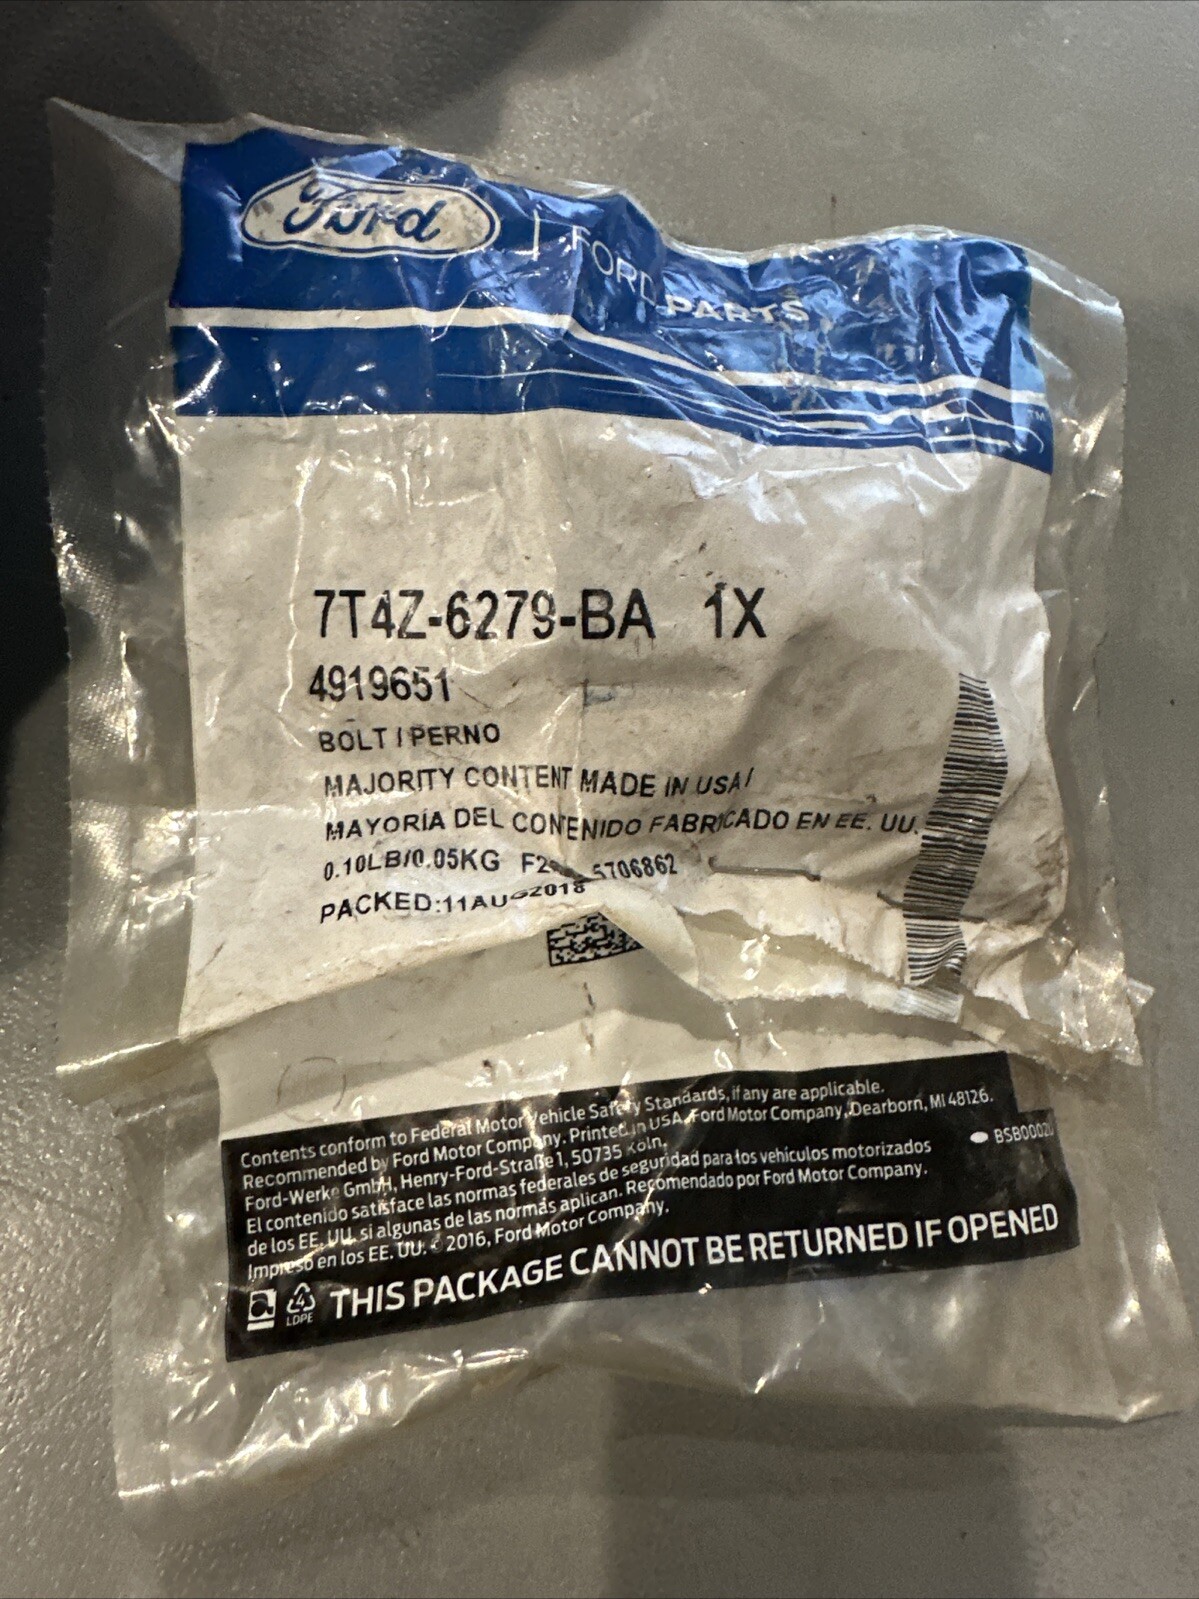 Ford | FORD PARTS
TM
7T4Z-6279-BA 1X
4919651
BOLT / PERNO
MAJORITY CONTENT MADE IN USA/
MAYORÍA DEL CONTENIDO FABRICADO EN EE. UU.
0.10LB/0.05KG 5706862
PACKED:11AUG2018
Contents conform to Federal Motor Vehicle Safety Standards, if any are applicable.
Recommended by Ford Motor Company. Printed in USA. Ford Motor Company, Dearborn, MI 48126.
Ford-Werke GmbH, Henry-Ford-Straße 1, 50735 Köln.
El contenido satisface las normas federales de seguridad para los vehículos motorizados
de los EE. UU. si algunas de las normas aplican. Recomendado por Ford Motor Company.
Impreso en los EE. UU. © 2016, Ford Motor Company.
THIS PACKAGE CANNOT BE RETURNED IF OPENED
4
LDPE